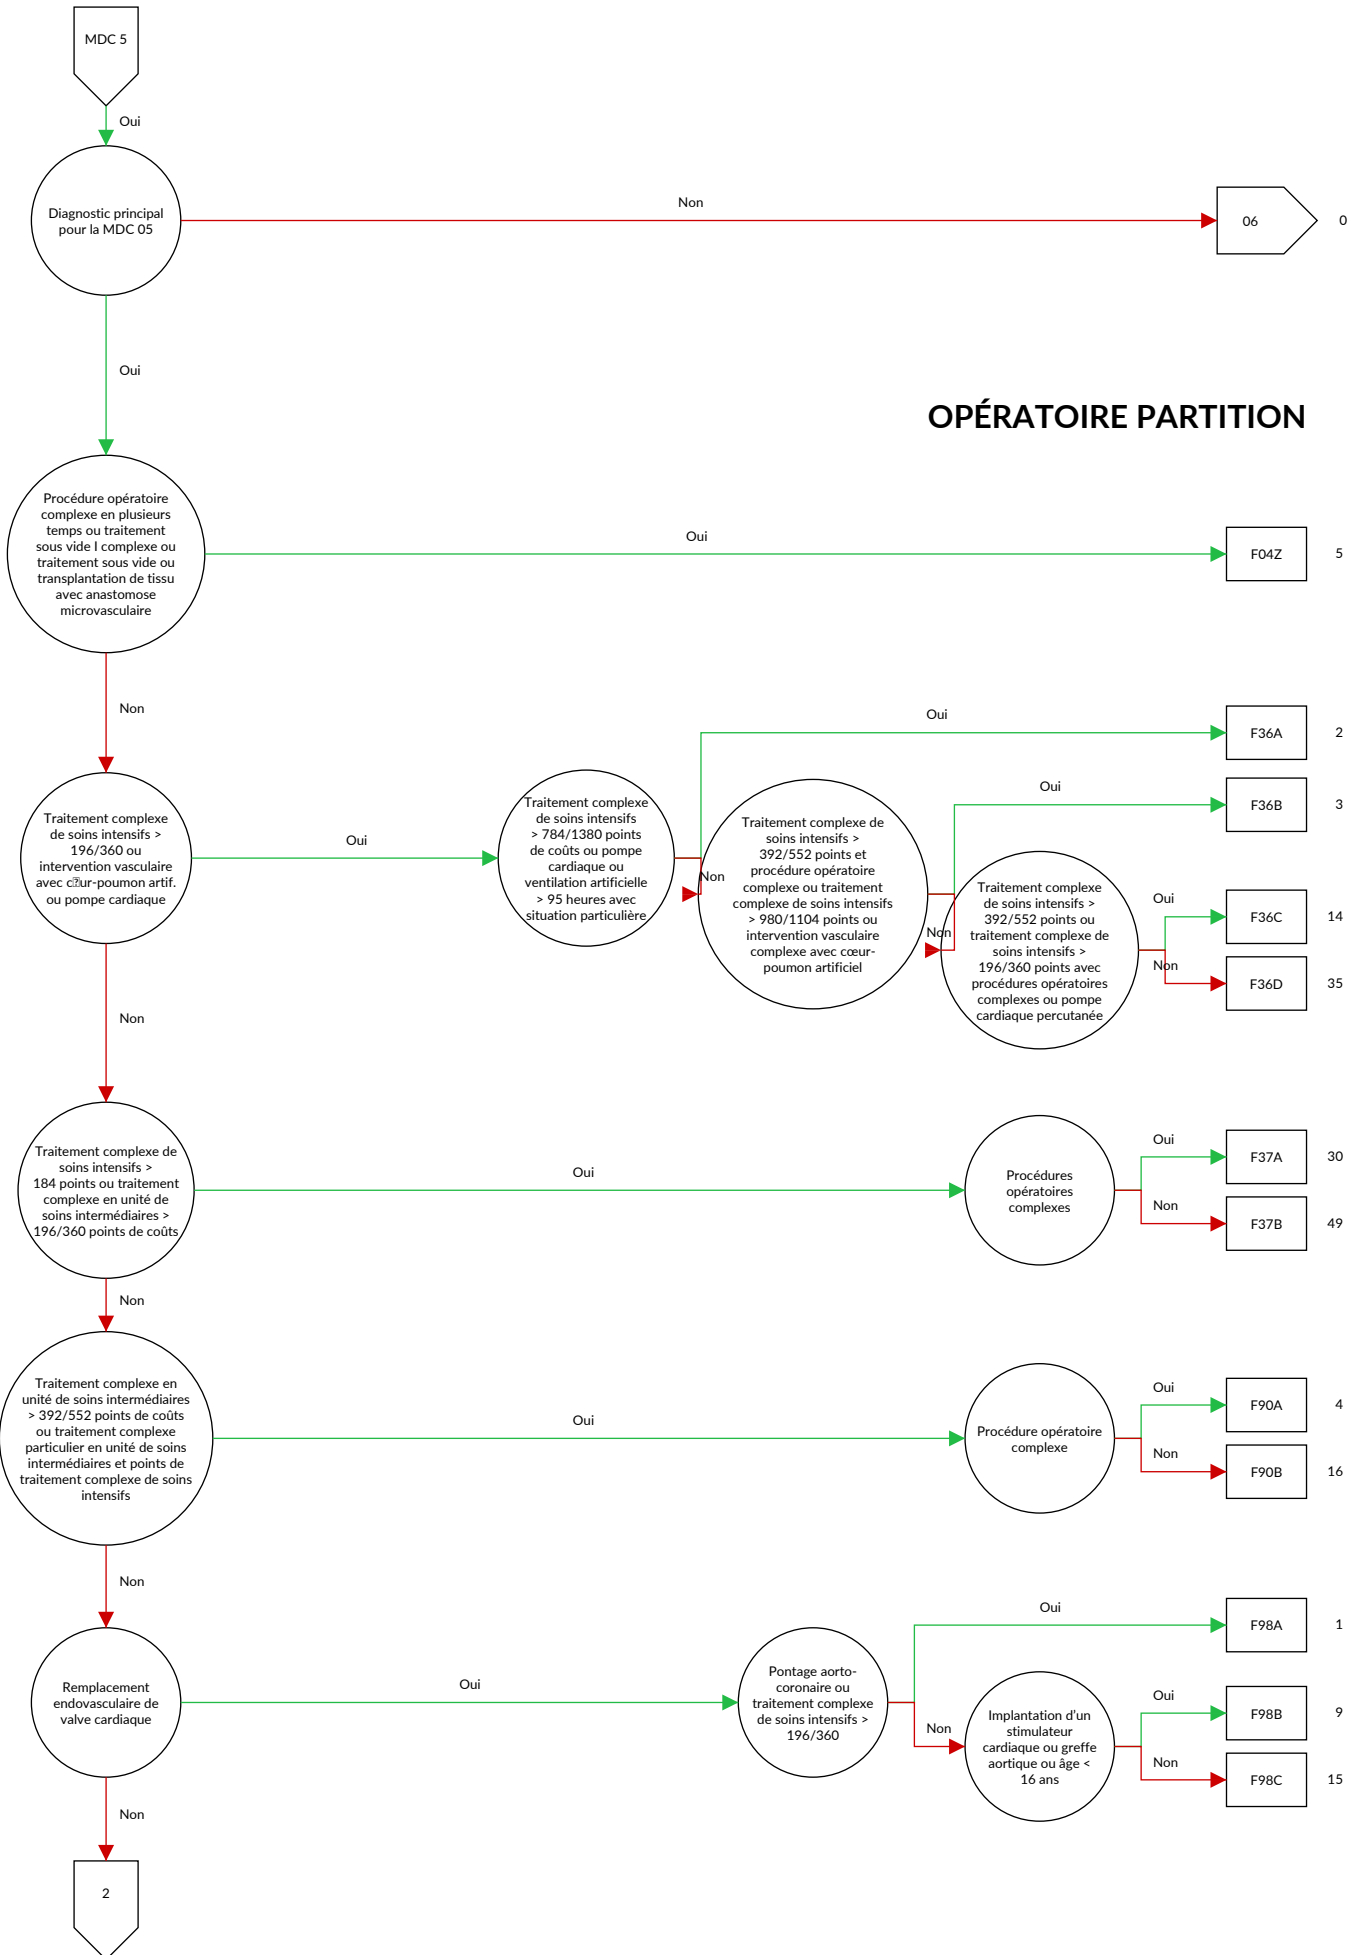 MDC 5
Oui
Diagnostic principal
pour la MDC 05
Non
06
0
Oui
OPÉRATOIRE PARTITION
Procédure opératoire
complexe en plusieurs
temps ou traitement
sous vide I complexe ou
traitement sous vide ou
transplantation de tissu
avec anastomose
microvasculaire
Oui
F04Z
5
Non
Traitement complexe
de soins intensifs >
196/360 ou
intervention vasculaire
avec c⍰ur-poumon artif.
ou pompe cardiaque
Oui
Traitement complexe
de soins intensifs
> 784/1380 points
de coûts ou pompe
cardiaque ou
ventilation artificielle
> 95 heures avec
situation particulière
Oui
F36A
2
Non
Traitement complexe de
soins intensifs >
392/552 points et
procédure opératoire
complexe ou traitement
complexe de soins intensifs
> 980/1104 points ou
intervention vasculaire
complexe avec cœur-
poumon artificiel
Oui
F36B
3
Non
Traitement complexe
de soins intensifs >
392/552 points ou
traitement complexe de
soins intensifs >
196/360 points avec
procédures opératoires
complexes ou pompe
cardiaque percutanée
Oui
F36C
14
Non
F36D
35
Non
Traitement complexe de
soins intensifs >
184 points ou traitement
complexe en unité de
soins intermédiaires >
196/360 points de coûts
Oui
Procédures
opératoires
complexes
Oui
F37A
30
Non
F37B
49
Non
Traitement complexe en
unité de soins intermédiaires
> 392/552 points de coûts
ou traitement complexe
particulier en unité de soins
intermédiaires et points de
traitement complexe de soins
intensifs
Oui
Procédure opératoire
complexe
Oui
F90A
4
Non
F90B
16
Non
Remplacement
endovasculaire de
valve cardiaque
Oui
Pontage aorto-
coronaire ou
traitement complexe
de soins intensifs >
196/360
Oui
F98A
1
Non
Implantation d'un
stimulateur
cardiaque ou greffe
aortique ou âge <
16 ans
Oui
F98B
9
Non
F98C
15
Non
2